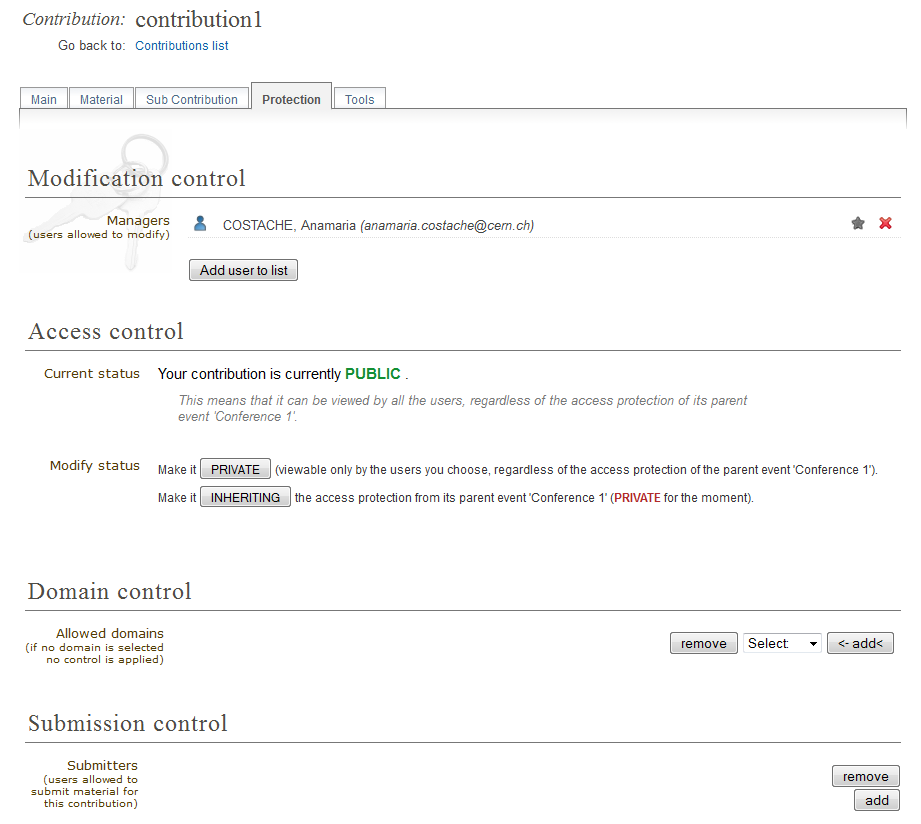 Contribution: contribution1
Go back to: Contributions list
Main Material Sub Contribution Protection Tools
Modification control
Managers
(users allowed to modify)
COSTACHE, Anamaria (anamaria.costache@cern.ch)
Add user to list
Access control
Current status Your contribution is currently PUBLIC .
This means that it can be viewed by all the users, regardless of the access protection of its parent
event 'Conference 1'.
Modify status Make it PRIVATE (viewable only by the users you choose, regardless of the access protection of the parent event 'Conference 1').
Make it INHERITING the access protection from its parent event 'Conference 1' (PRIVATE for the moment).
Domain control
Allowed domains
(if no domain is selected
no control is applied)
remove Select: <- add<
Submission control
Submitters
(users allowed to
submit material for
this contribution)
remove
add